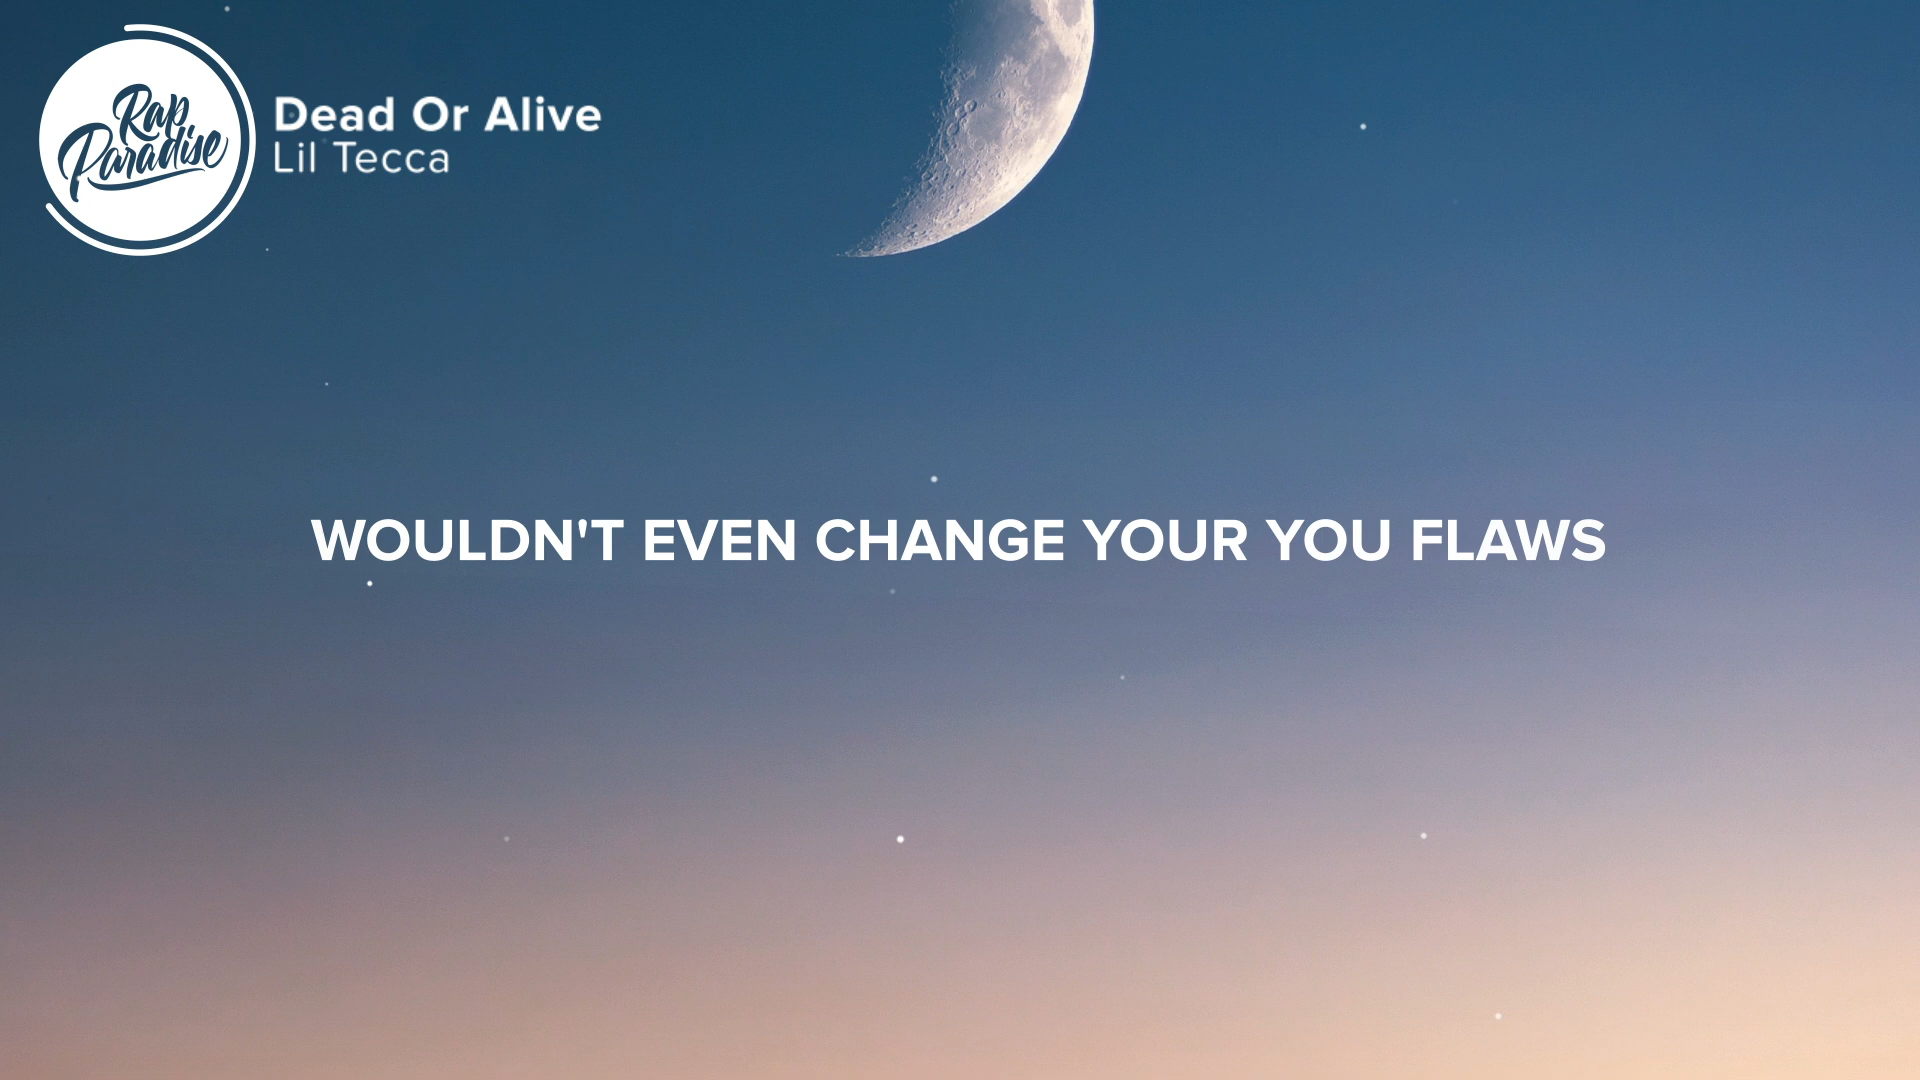 Rap
Paradise
Dead Or Alive
Lil Tecca
WOULDN'T EVEN CHANGE YOUR YOU FLAWS